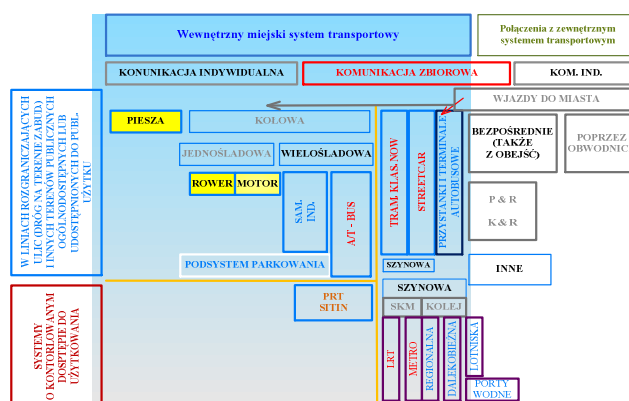 Wewnętrzny miejski system transportowy
Połączenia z zewnętrznym
systemem transportowym
KONUNIKACJA INDYWIDUALNA
KOMUNIKACJA ZBIOROWA
KOM. IND.
WJAZDY DO MIASTA
W LINIACH ROZGRANICZAJĄCYCH
ULIC (DRÓG NA TERENIE ZABUD.)
I INNYCH TERENÓW PUBLICZNYCH
OGÓLNODOSTĘPNYCH LUB
UDOSTĘPNIONYCH DO PUBL.
UŻYTKU
PIESZA
KOŁOWA
JEDNOŚLADOWA
WIELOŚLADOWA
ROWER
MOTOR
SAM.
IND.
A/T - BUS
TRAM. KLAS./NOW
STREETCAR
PRZYSTANKI I TERMINALE
AUTOBUSOWE
BEZPOŚREDNIE
(TAKŻE
Z OBEJŚĆ)
POPRZEZ
OBWODNICE
P & R
K & R
PODSYSTEM PARKOWANIA
SZYNOWA
INNE
SYSTEMY
O KONTORLOWANYM
DOSPTĘPIE DO
UŻYTKOWANIA
PRT
SITIN
SZYNOWA
SKM
KOLEJ
LRT
METRO
REGIONALNA
DALEKOBIEŻNA
LOTNISKA
PORTY
WODNE